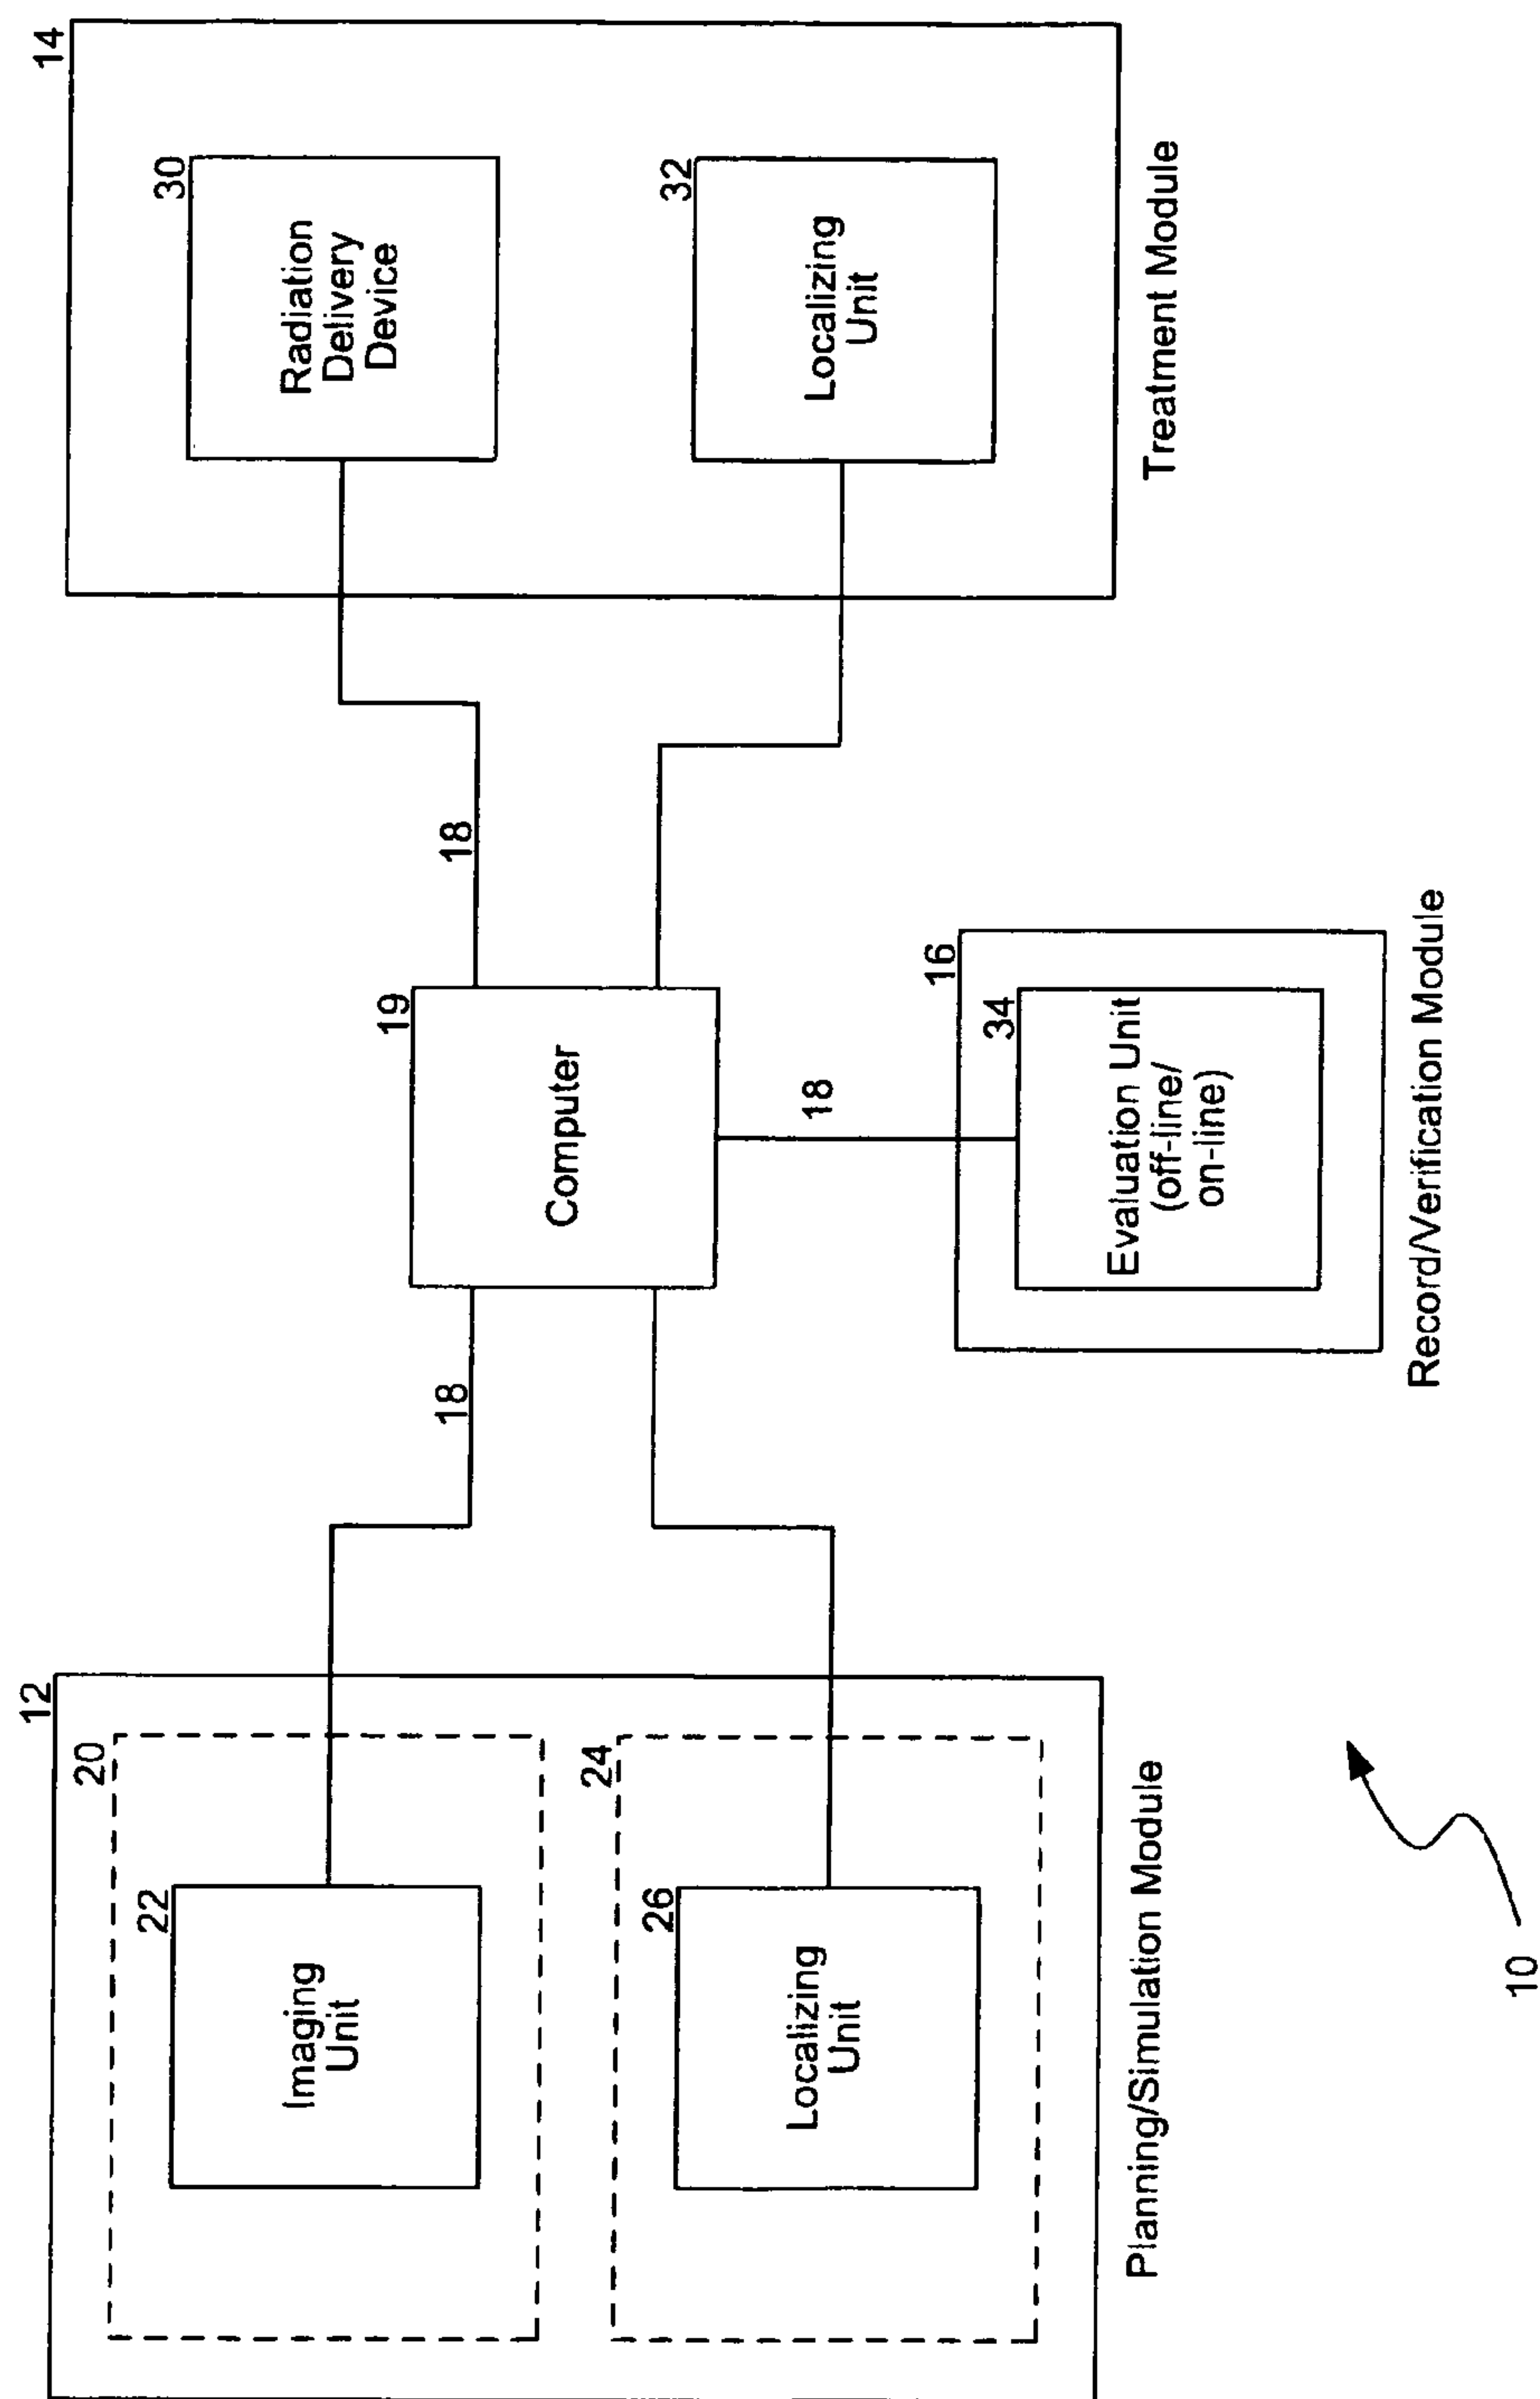 12
20
22
Imaging
Unit
24
26
Localizing
Unit
Planning/Simulation Module
18
19
Computer
18
18
16
34
Evaluation Unit
(off-line/
on-line)
Record/Verification Module
14
30
Radiation
Delivery
Device
32
Localizing
Unit
Treatment Module
10